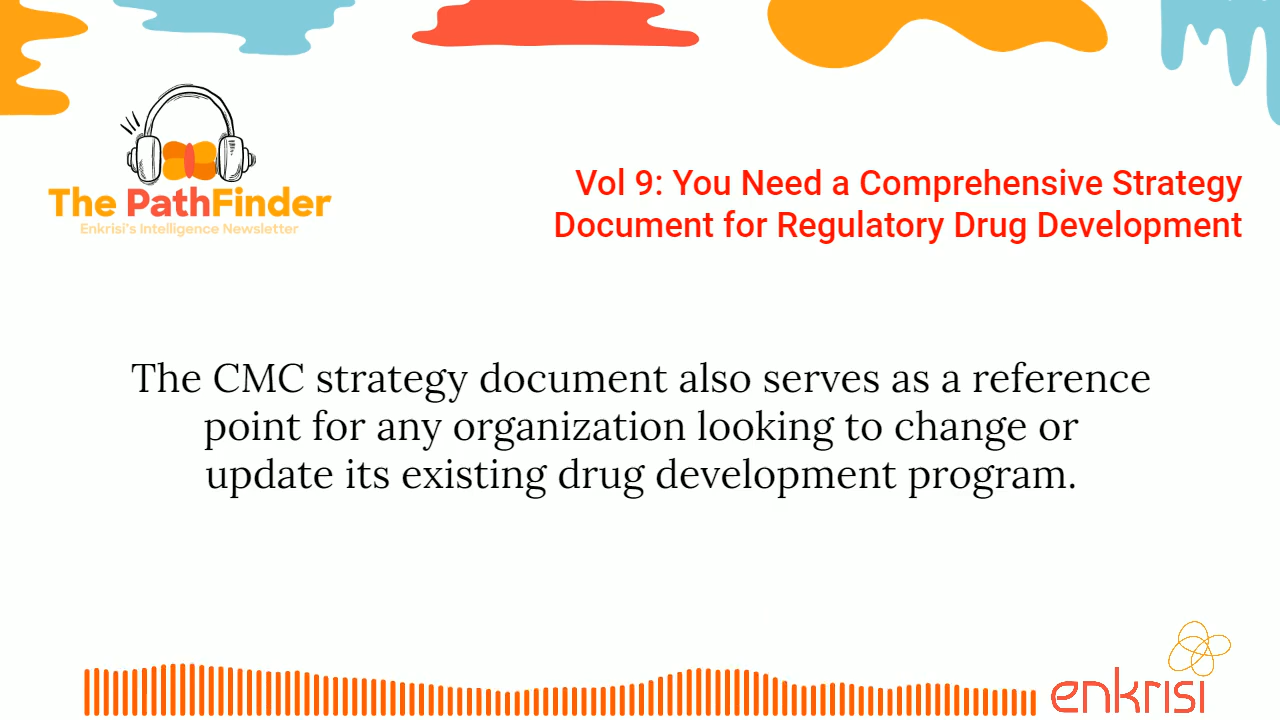 The PathFinder
Enkrisi's Intelligence Newsletter
Vol 9: You Need a Comprehensive Strategy
Document for Regulatory Drug Development
The CMC strategy document also serves as a reference
point for any organization looking to change or
update its existing drug development program.
enkrisi